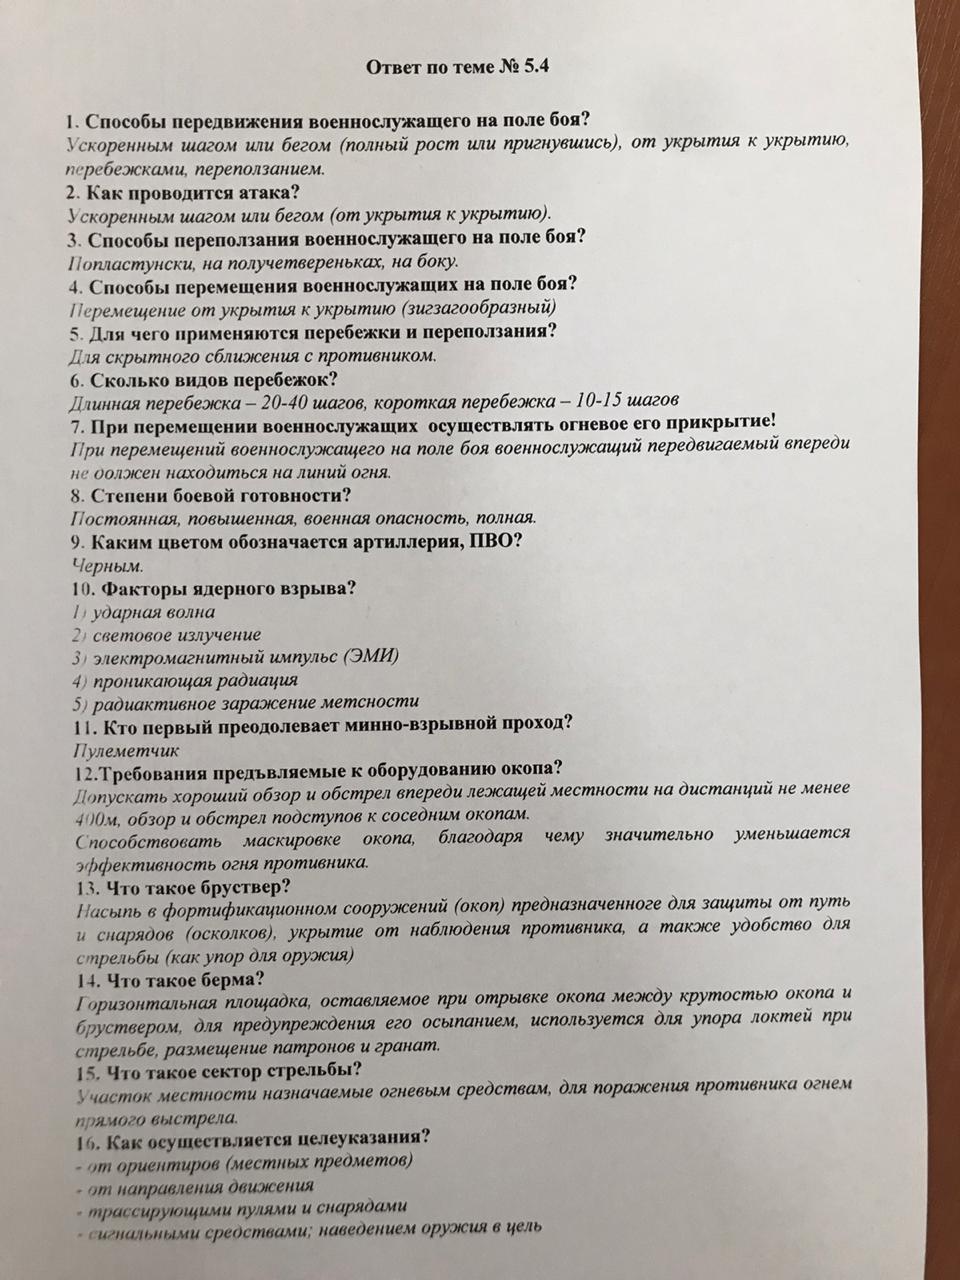 Ответ по теме № 5.4
1. Способы передвижения военнослужащего на поле боя?
Ускоренным шагом или бегом (полный рост или пригнувшись), от укрытия к укрытию,
перебежками, переползанием.
2. Как проводится атака?
Ускоренным шагом или бегом (от укрытия к укрытию).
3. Способы переползания военнослужащего на поле боя?
Попластунски, на получетвереньках, на боку.
4. Способы перемещения военнослужащих на поле боя?
Перемещение от укрытия к укрытию (зигзагообразный)
5. Для чего применяются перебежки и переползания?
Для скрытного сближения с противником.
6. Сколько видов перебежок?
Длинная перебежка – 20-40 шагов, короткая перебежка – 10-15 шагов
7. При перемещении военнослужащих осуществлять огневое его прикрытие!
При перемещений военнослужащего на поле боя военнослужащий передвигаемый впереди
не должен находиться на линий огня.
8. Степени боевой готовности?
Постоянная, повышенная, военная опасность, полная.
9. Каким цветом обозначается артиллерия, ПВО?
Черным.
10. Факторы ядерного взрыва?
1) ударная волна
2) световое излучение
3) электромагнитный импульс (ЭМИ)
4) проникающая радиация
5) радиактивное заражение метсности
11. Кто первый преодолевает минно-взрывной проход?
Пулеметчик
12.Требования предъвляемые к оборудованию окопа?
Допускать хороший обзор и обстрел впереди лежащей местности на дистанций не менее
400м, обзор и обстрел подступов к соседним окопам.
Способствовать маскировке окопа, благодаря чему значительно уменьшается
эффективность огня противника.
13. Что такое бруствер?
Насыпь в фортификационном сооружений (окоп) предназначенноге для защиты от путь
и снарядов (осколков), укрытие от наблюдения противника, а также удобство для
стрельбы (как упор для оружия)
14. Что такое берма?
Горизонтальная площадка, оставляемое при отрывке окопа между крутостью окопа и
бруствером, для предупреждения его осыпанием, используется для упора локтей при
стрельбе, размещение патронов и гранат.
15. Что такое сектор стрельбы?
Участок местности назначаемые огневым средствам, для поражения противника огнем
прямого выстрела.
16. Как осуществляется целеуказания?
- от ориентиров (местных предметов)
- от направления движения
- трассирующими пулями и снарядами
- сигнальными средствами; наведением оружия в цель